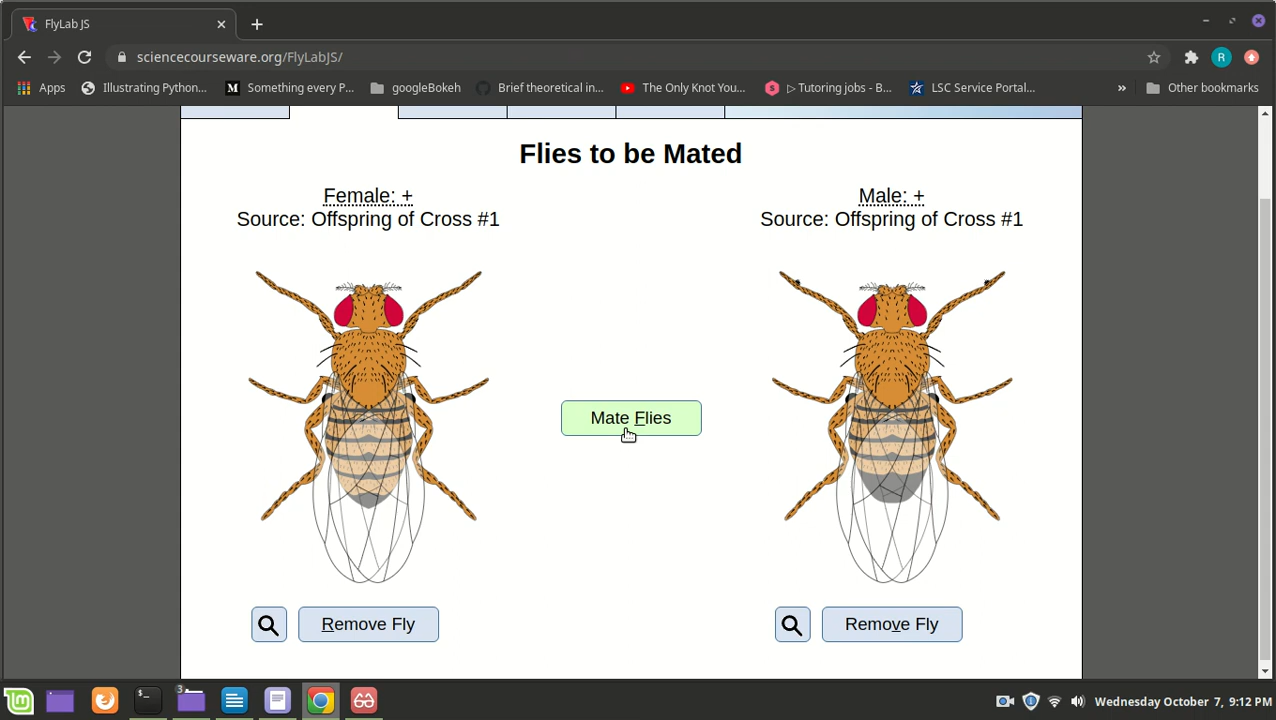 FlyLab JS
sciencecourseware.org/FlyLabJS/
R
Apps
Illustrating Python...
M Something every P...
googleBokeh
Brief theoretical in...
The Only Knot You...
Tutoring jobs - B...
LSC Service Portal...
»
Other bookmarks
Flies to be Mated
Female: +
Source: Offspring of Cross #1
Male: +
Source: Offspring of Cross #1
Mate Flies
Remove Fly
Remove Fly
3
Wednesday October 7, 9:12 PM